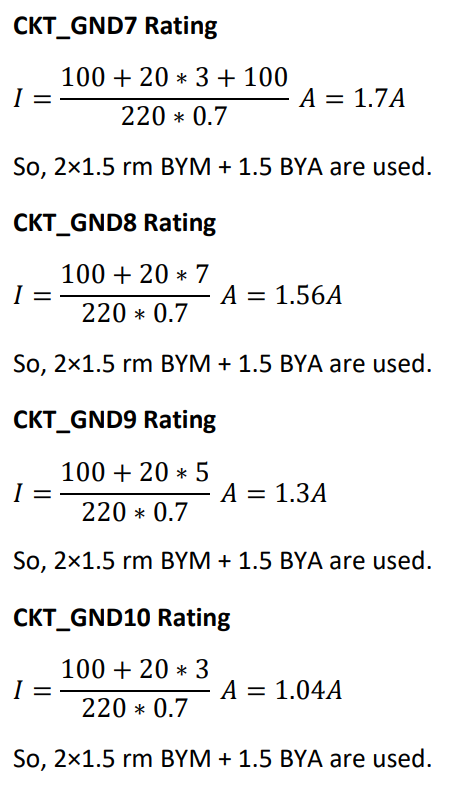 CKT_GND7 Rating
I = \frac{100 + 20 * 3 + 100}{220 * 0.7} A = 1.7A
So, 2×1.5 rm BYM + 1.5 BYA are used.
CKT_GND8 Rating
I = \frac{100 + 20 * 7}{220 * 0.7} A = 1.56A
So, 2×1.5 rm BYM + 1.5 BYA are used.
CKT_GND9 Rating
I = \frac{100 + 20 * 5}{220 * 0.7} A = 1.3A
So, 2×1.5 rm BYM + 1.5 BYA are used.
CKT_GND10 Rating
I = \frac{100 + 20 * 3}{220 * 0.7} A = 1.04A
So, 2×1.5 rm BYM + 1.5 BYA are used.